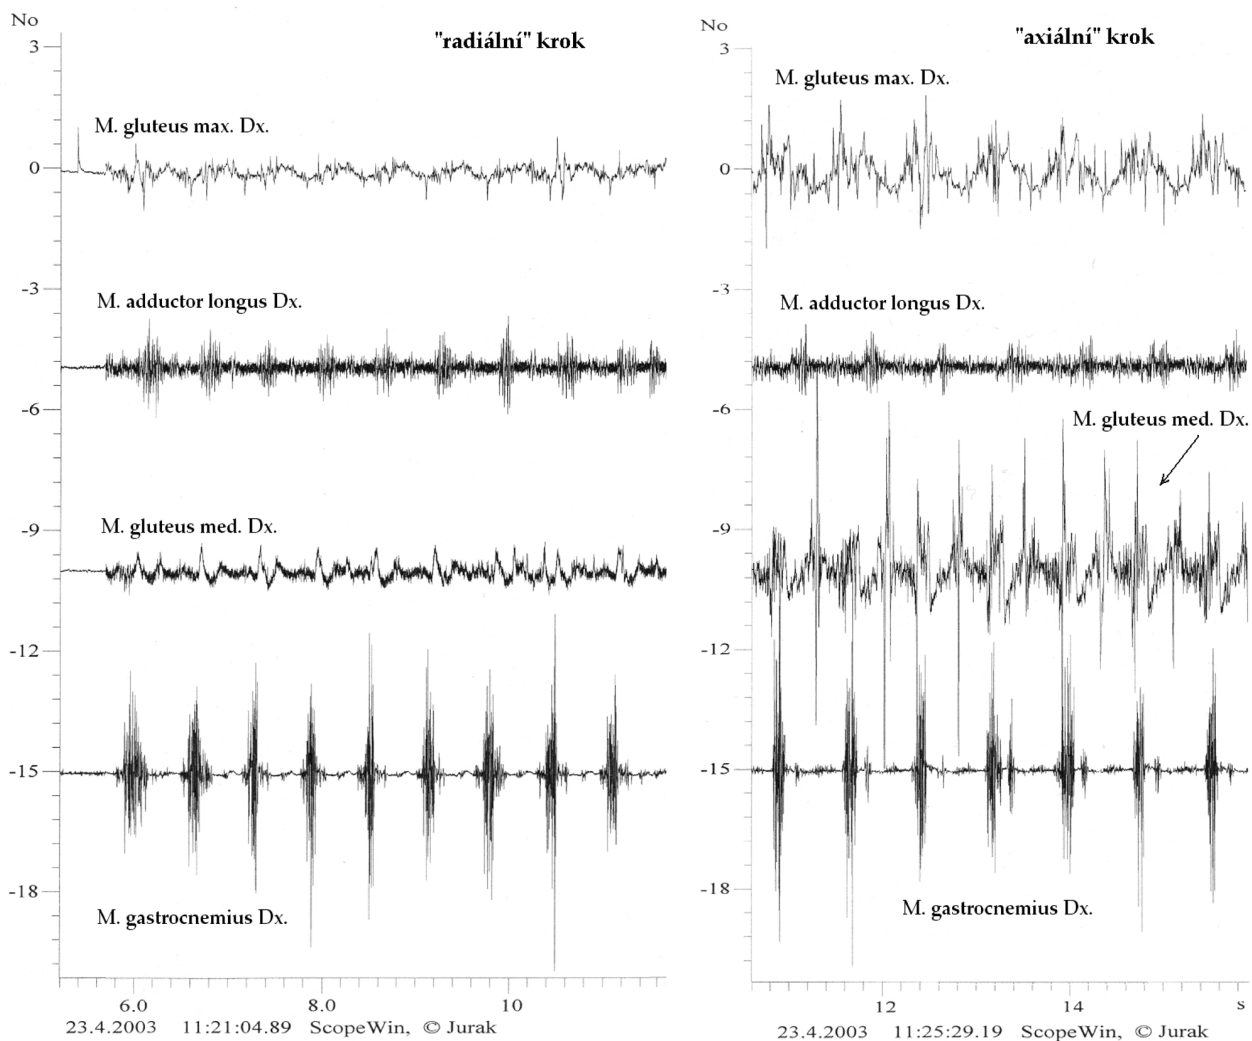 No
"radiální" krok
3
M. gluteus max. Dx.
0
-3
M. adductor longus Dx.
-6
-9
M. gluteus med. Dx.
-12
-15
-18
M. gastrocnemius Dx.
6.0 8.0 10
23.4.2003 11:21:04.89 ScopeWin, © Jurak
No
"axiální" krok
3
M. gluteus max. Dx.
0
-3
M. adductor longus Dx.
-6
M. gluteus med. Dx.
-9
-12
-15
-18
M. gastrocnemius Dx.
12 14 s
23.4.2003 11:25:29.19 ScopeWin, © Jurak